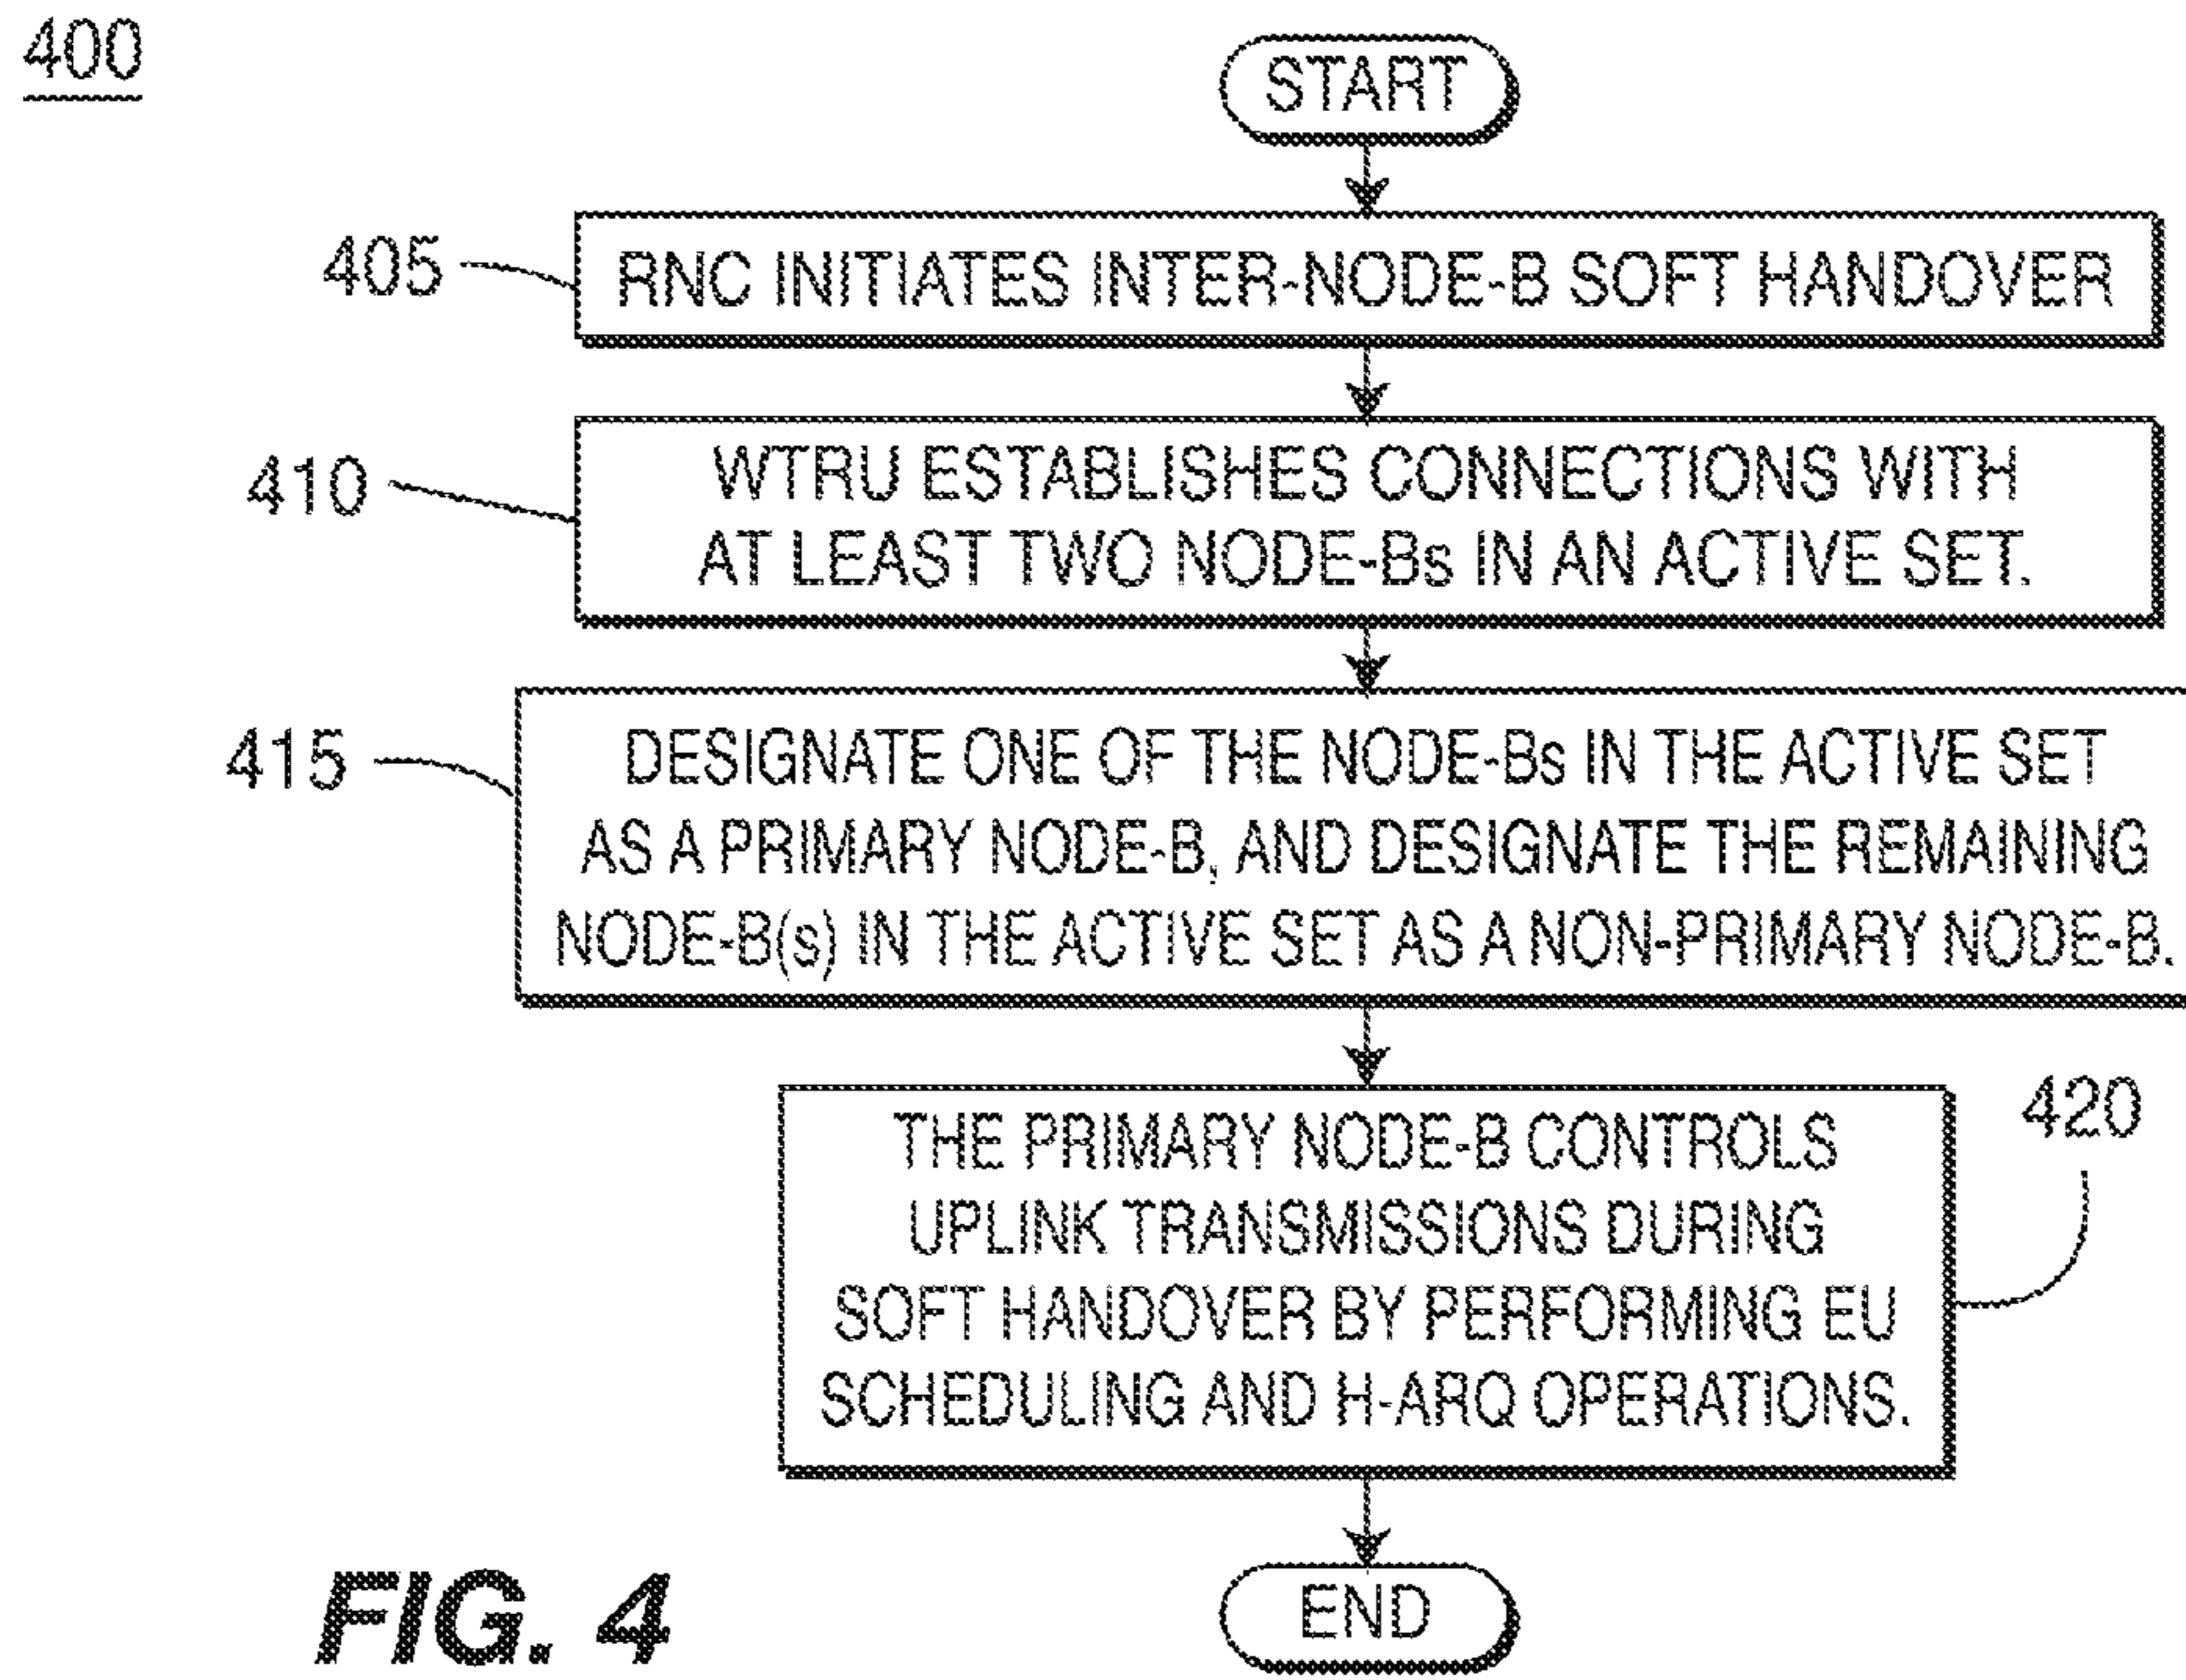 400
START
405
RNC INITIATES INTER-NODE-B SOFT HANDOVER
410
WTRU ESTABLISHES CONNECTIONS WITH
AT LEAST TWO NODE-Bs IN AN ACTIVE SET.
415
DESIGNATE ONE OF THE NODE-Bs IN THE ACTIVE SET
AS A PRIMARY NODE-B, AND DESIGNATE THE REMAINING
NODE-B(s) IN THE ACTIVE SET AS A NON-PRIMARY NODE-B.
420
THE PRIMARY NODE-B CONTROLS
UPLINK TRANSMISSIONS DURING
SOFT HANDOVER BY PERFORMING EU
SCHEDULING AND H-ARQ OPERATIONS.
END
FIG. 4